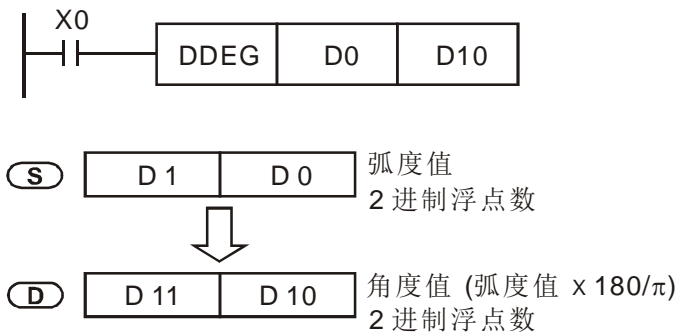 X0
DDEG D0 D10
S D 1 D 0 弧度值
2 进制浮点数
D D 11 D 10 角度值 (弧度值 x 180/π)
2 进制浮点数